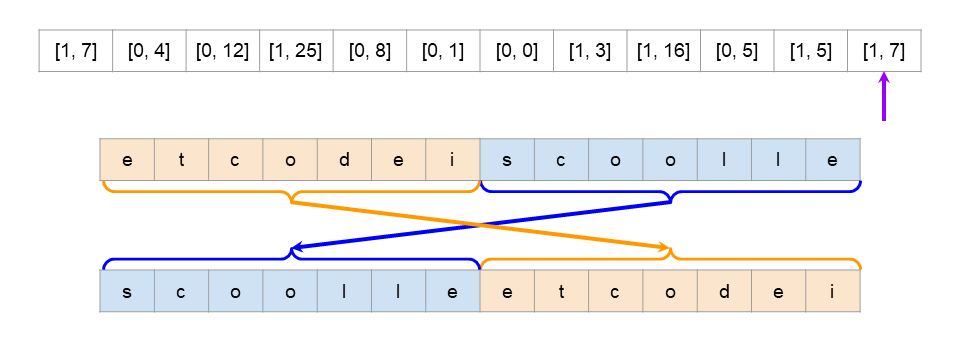 [1, 7] [0, 4] [0, 12] [1, 25] [0, 8] [0, 1] [0, 0] [1, 3] [1, 16] [0, 5] [1, 5] [1, 7]
e t c o d e i s c o o l l e
s c o o l l e e t c o d e i